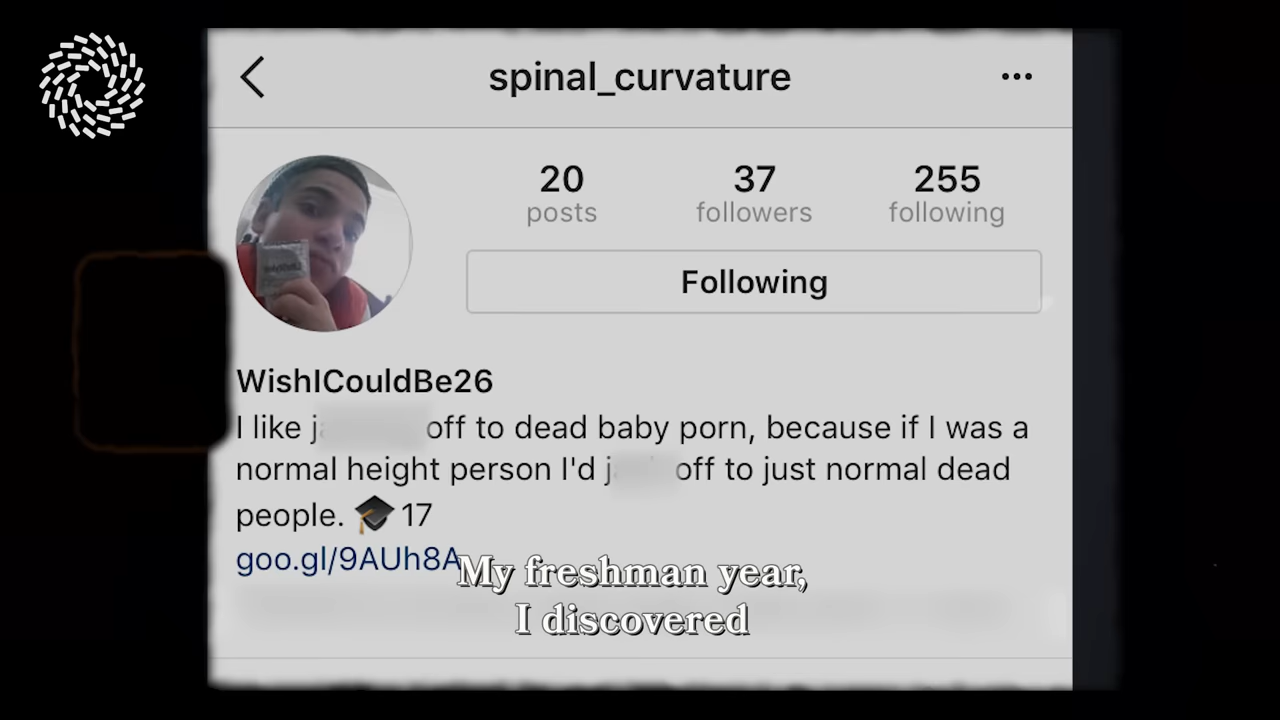 spinal_curvature
20 37 255
posts followers following
Following
WishICouldBe26
I like off to dead baby porn, because if I was a
normal height person I'd off to just normal dead
people. 🎓17
goo.gl/9AUh8A
My freshman year,
I discovered